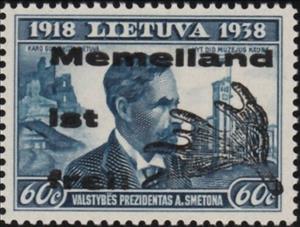 1918 LIETUVA 1938
Memelland
ist
frei
60c
60c
VALSTYBĖS PREZIDENTAS A. SMETONA